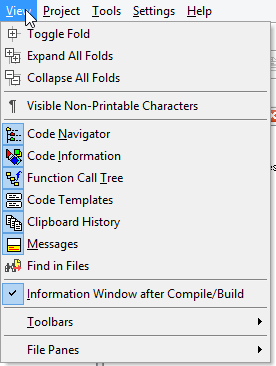 View Project Tools Settings Help
Toggle Fold
Expand All Folds
Collapse All Folds
¶ Visible Non-Printable Characters
Code Navigator
Code Information
Function Call Tree
Code Templates
Clipboard History
Messages
Find in Files
Information Window after Compile/Build
Toolbars
File Panes